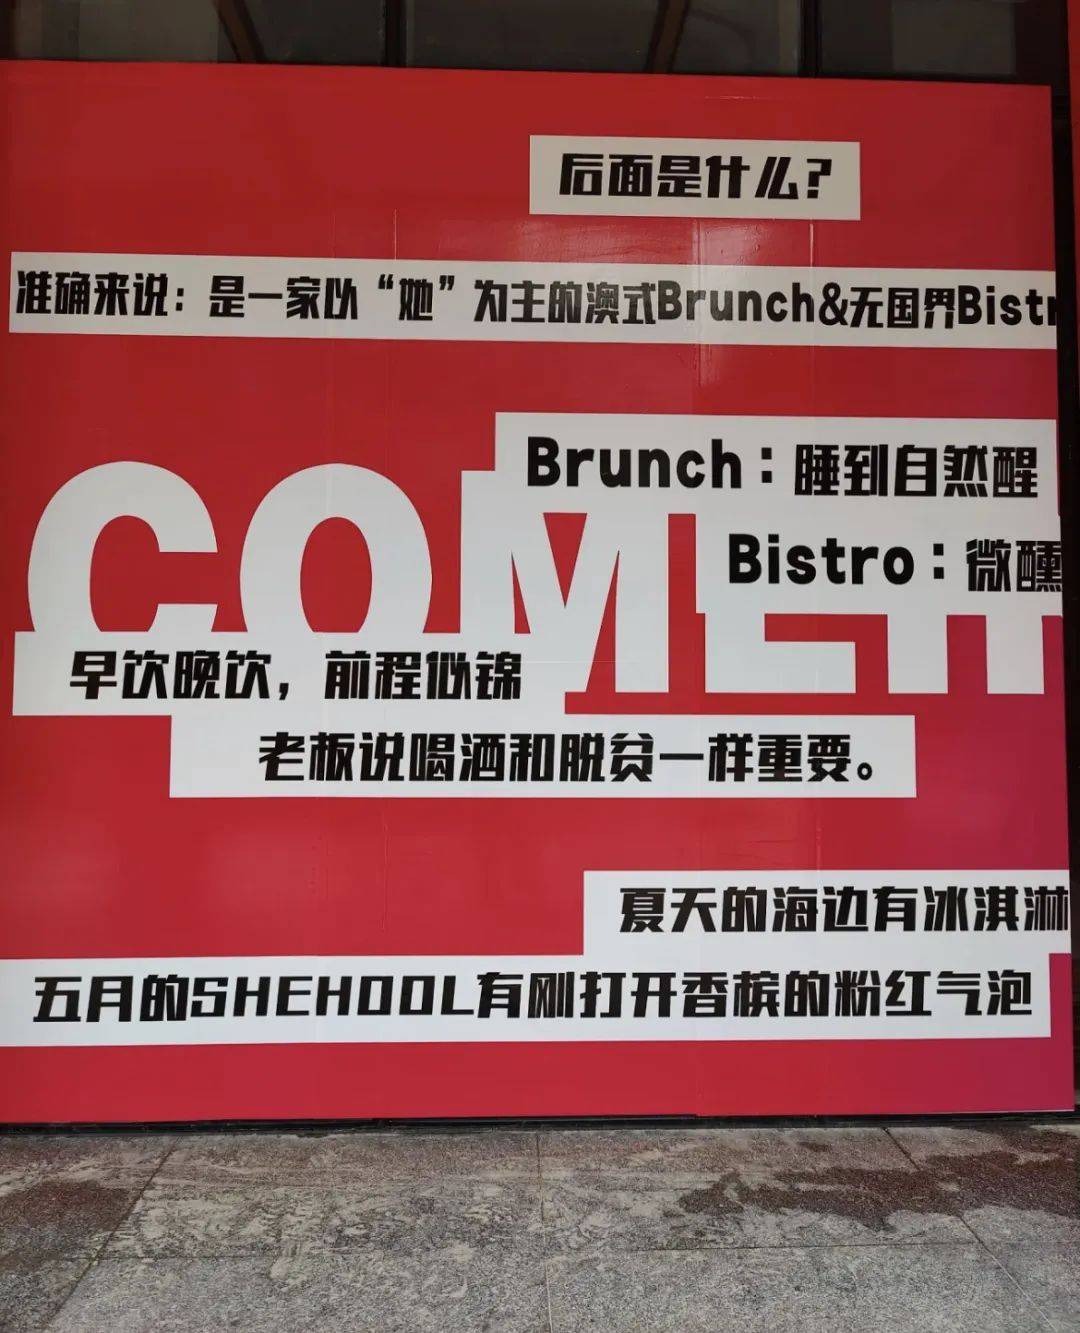 后面是什么?
准确来说：是一家以“她”为主的澳式Brunch&无国界Bistr
Brunch：睡到自然醒
COME
Bistro：微醺
早饮晚饮，前程似锦
老板说喝酒和脱贫一样重要。
夏天的海边有冰淇淋
五月的SHEHOOL有刚打开香槟的粉红气泡